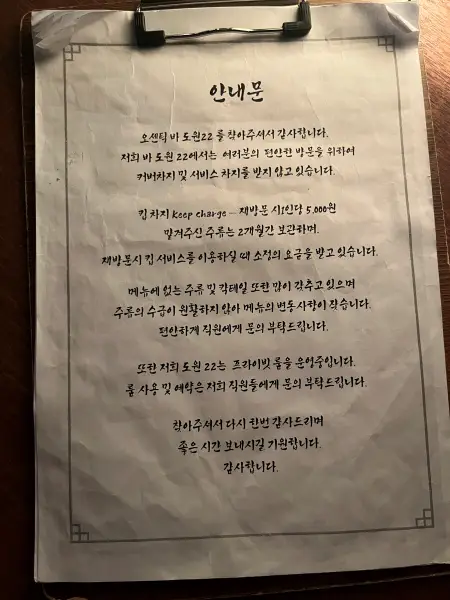 안내문
오센틱 바 도원22 를 찾아주셔서 감사합니다.
저희 바 도원 22에서는 여러분의 편안한 방문을 위하여
커버차지 및 서비스 차지를 받지 않고 있습니다.
킵 차지 keep charge – 재방문 시1인당 5,000원
맡겨주신 주류는 2개월간 보관하며,
재방문시 킵 서비스를 이용하실 때 소정의 요금을 받고 있습니다.
메뉴에 없는 주류 및 칵테일 또한 많이 갖추고 있으며
주류의 수급이 원활하지 않아 메뉴의 변동사항이 잦습니다.
편안하게 직원에게 문의 부탁드립니다.
또한 저희 도원 22는 프라이빗 룸을 운영중입니다.
룸 사용 및 예약은 저희 직원들에게 문의 부탁드립니다.
찾아주셔서 다시 한번 감사드리며
좋은 시간 보내시길 기원합니다.
감사합니다.